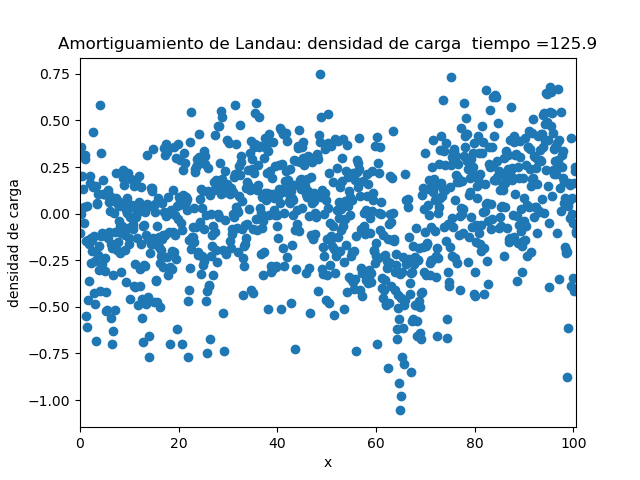 Amortiguamiento de Landau: densidad de carga  tiempo =125.9
densidad de carga
0.75
0.50
0.25
0.00
−0.25
−0.50
−0.75
−1.00
0 20 40 60 80 100
x